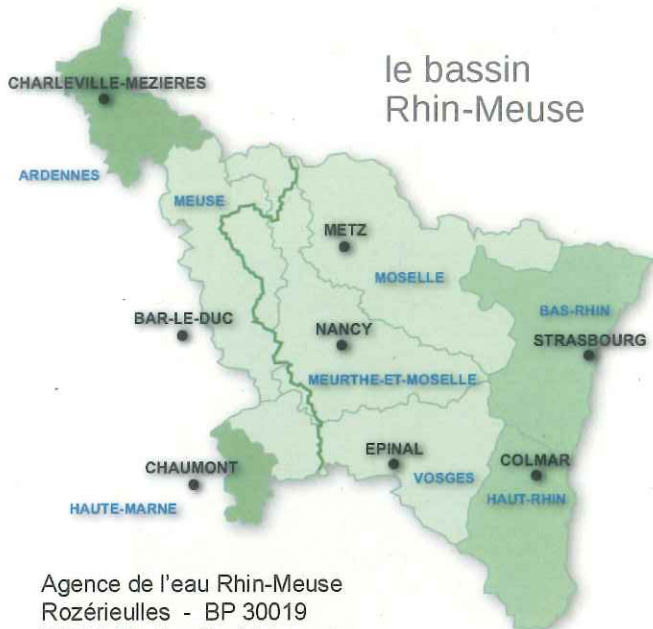 le bassin
Rhin-Meuse
CHARLEVILLE-MEZIERES
ARDENNES
MEUSE
METZ
MOSELLE
BAS-RHIN
BAR-LE-DUC
NANCY
STRASBOURG
MEURTHE-ET-MOSELLE
EPINAL
CHAUMONT
VOSGES
COLMAR
HAUTE-MARNE
HAUT-RHIN
Agence de l'eau Rhin-Meuse
Rozérieulles - BP 30019